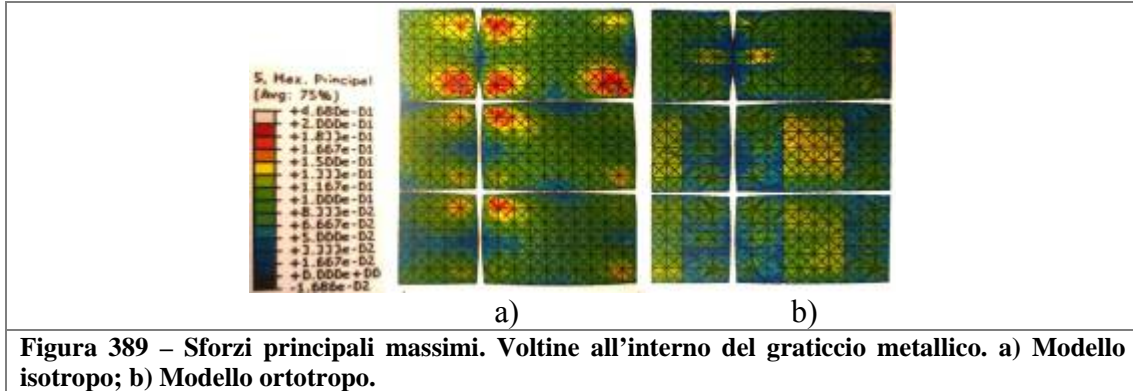 S, Max. Principal
(Avg: 75%)
+4.680e-01
+2.000e-01
+1.833e-01
+1.667e-01
+1.500e-01
+1.333e-01
+1.167e-01
+1.000e-01
+8.333e-02
+6.667e-02
+5.000e-02
+3.333e-02
+1.667e-02
+0.000e+00
-1.686e-02
a) b)
Figura 389 – Sforzi principali massimi. Voltine all’interno del graticcio metallico. a) Modello
isotropo; b) Modello ortotropo.